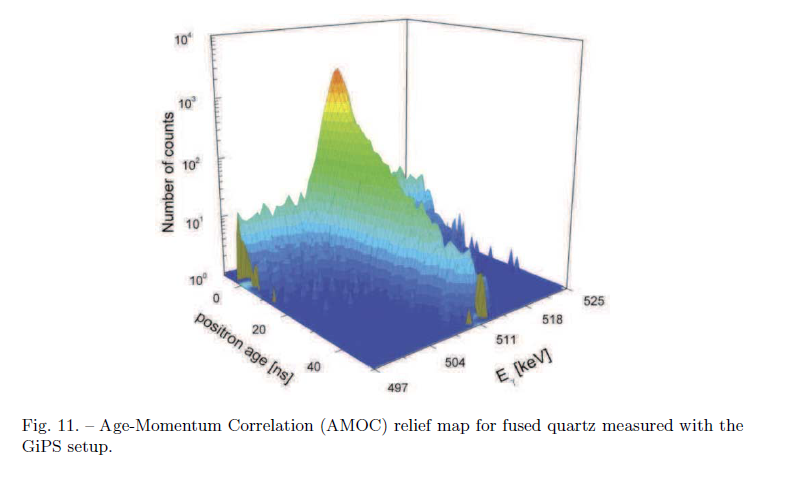 10⁴
10³
10²
10¹
10⁰
Number of counts
0
20
40
positron age [ns]
497
504
511
518
525
E_γ [keV]
Fig. 11. – Age-Momentum Correlation (AMOC) relief map for fused quartz measured with the
GiPS setup.